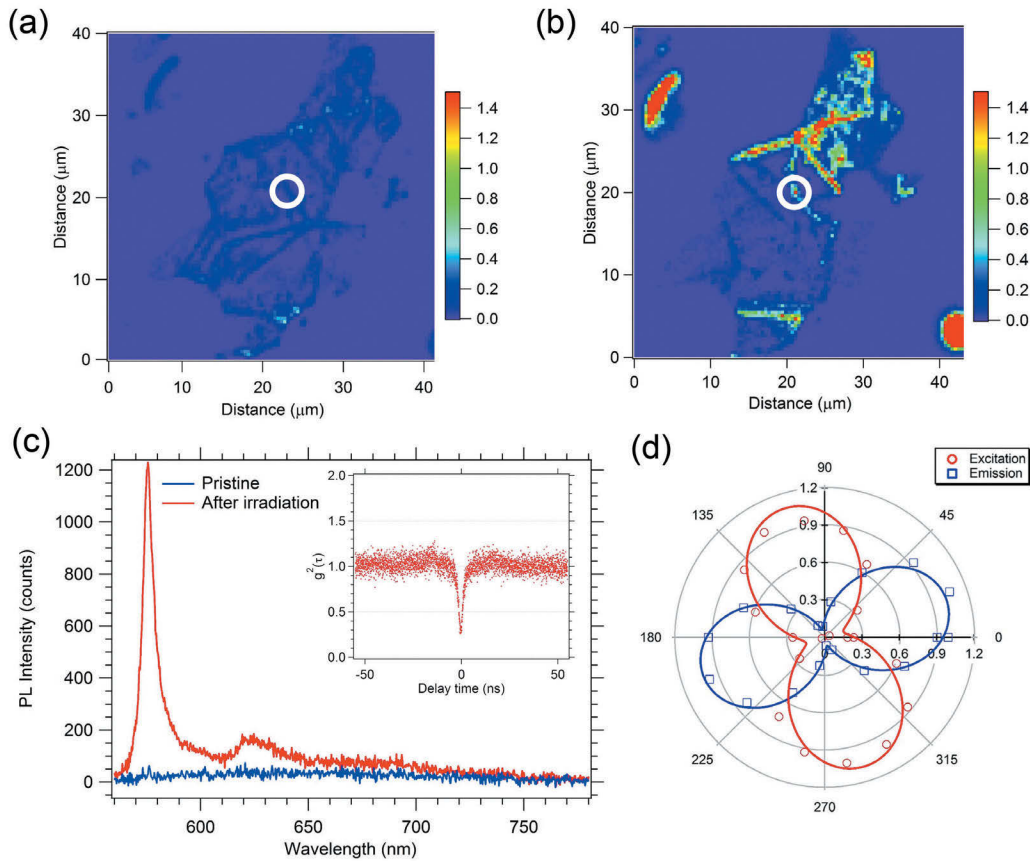 (a)
40
30
20
10
0
Distance (μm)
0 10 20 30 40
Distance (μm)
1.4
1.2
1.0
0.8
0.6
0.4
0.2
0.0
(b)
40
30
20
10
0
Distance (μm)
0 10 20 30 40
Distance (μm)
1.4
1.2
1.0
0.8
0.6
0.4
0.2
0.0
(c)
1200
1000
800
600
400
200
0
PL Intensity (counts)
Pristine
After irradiation
2.0
1.5
1.0
0.5
0.0
g²(τ)
-50 0 50
Delay time (ns)
600 650 700 750
Wavelength (nm)
(d)
Excitation
Emission
90
135 45
1.2
0.9
0.6
0.3
0.0
180 0
0.0 0.3 0.6 0.9 1.2
225 315
270